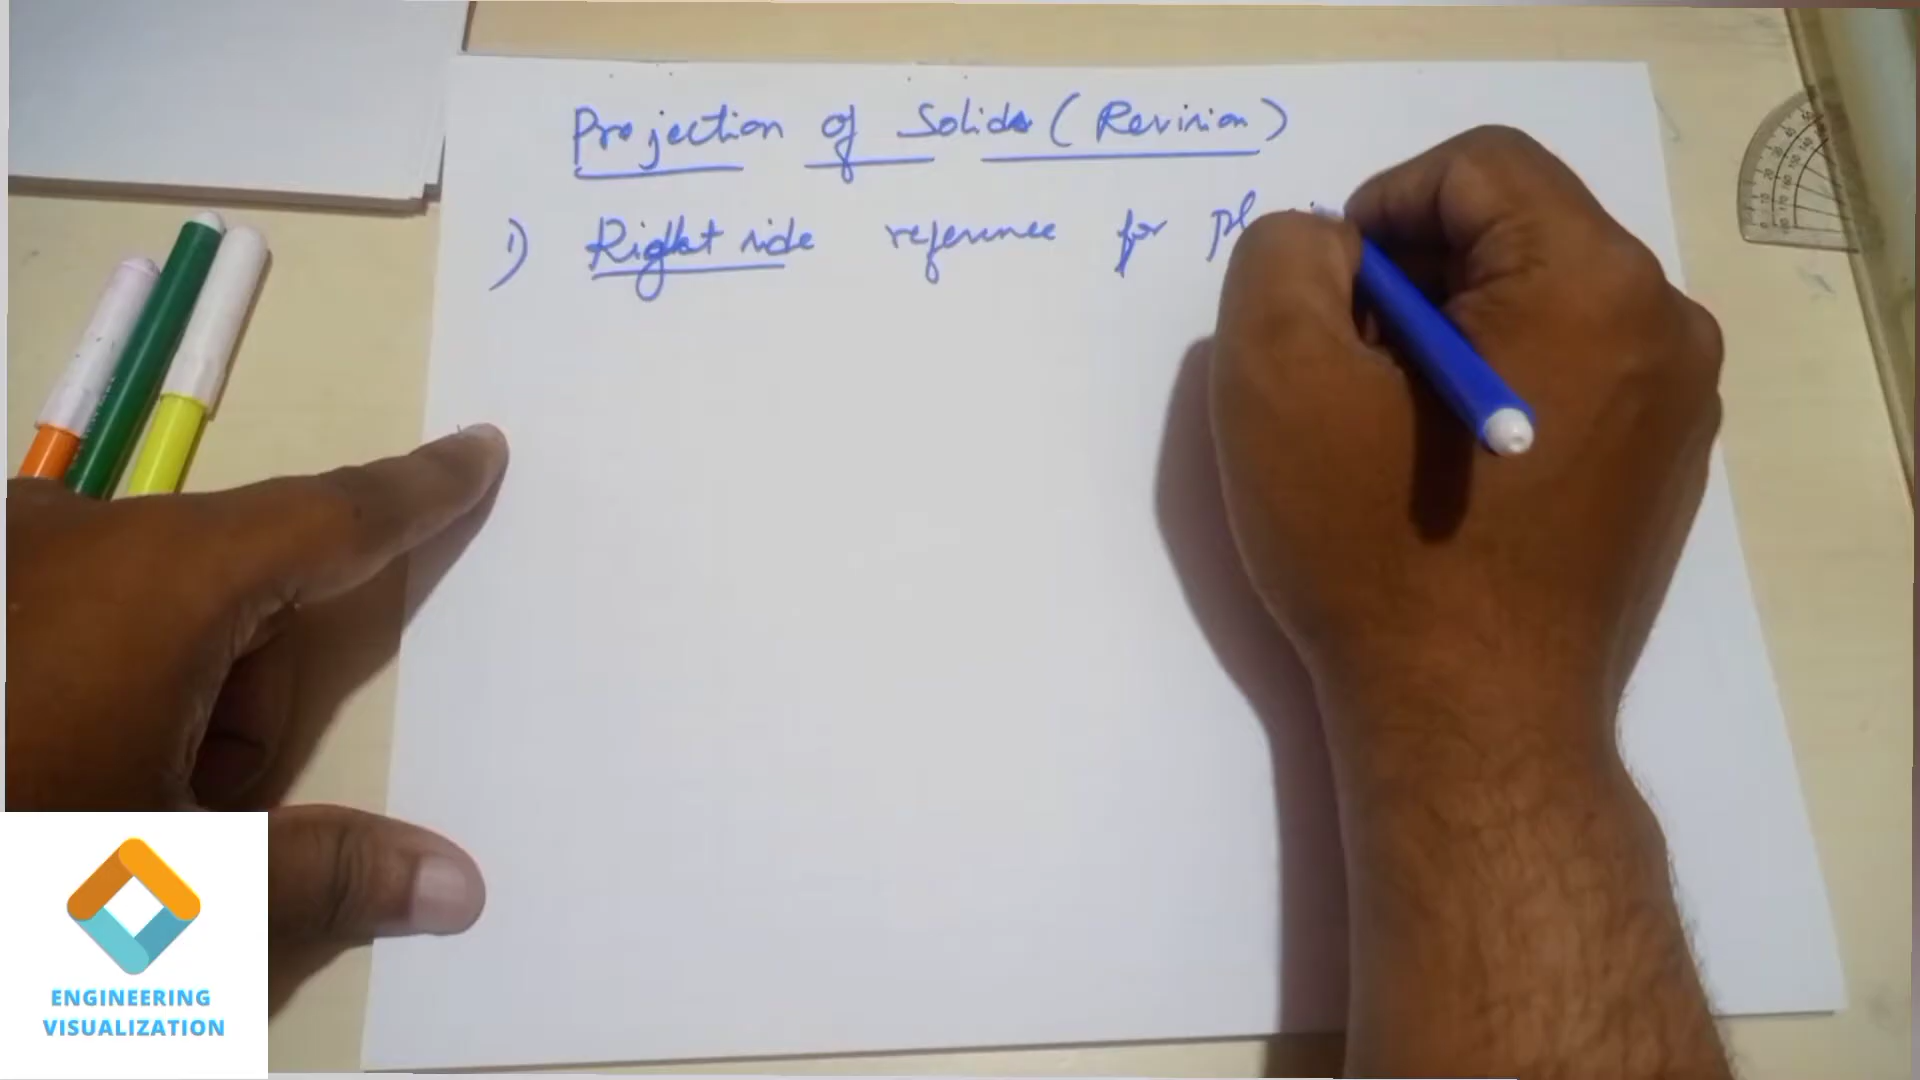 Projection of Solids (Revision)
1) Right side reference for
ENGINEERING
VISUALIZATION